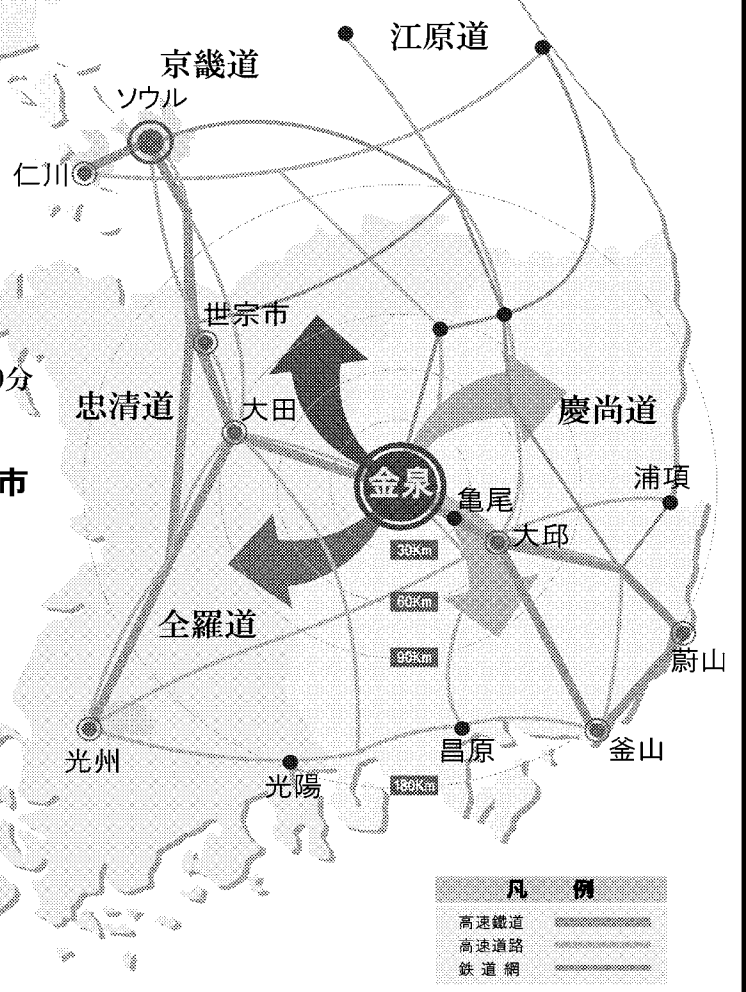 江原道
京畿道
ソウル
仁川
世宗市
分
忠清道
大田
慶尚道
市
金泉
浦項
亀尾
大邱
30Km
60Km
全羅道
90Km
蔚山
光州
昌原
釜山
光陽
180Km
凡 例
高速鐵道
高速道路
鉄道網